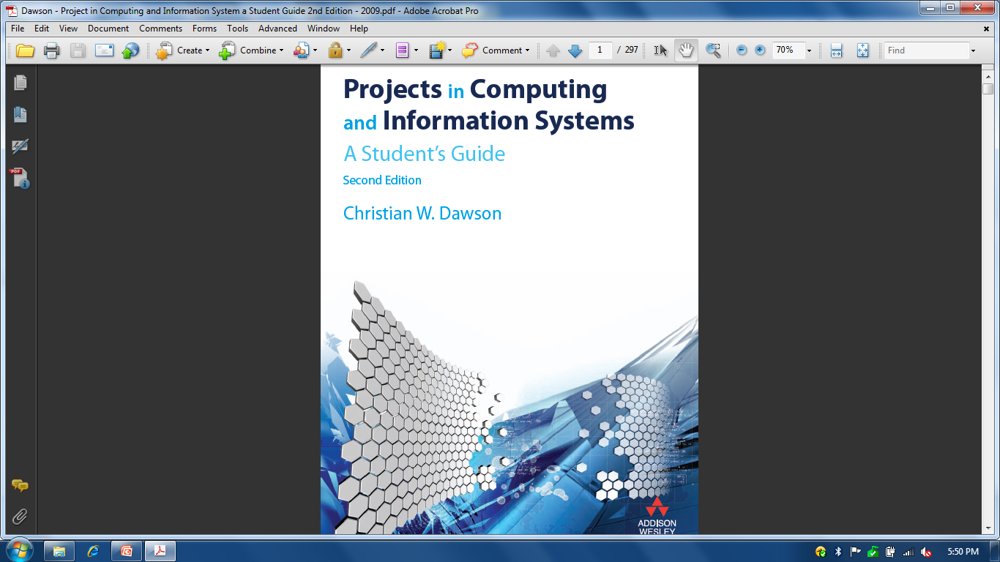 Dawson - Project in Computing and Information System a Student Guide 2nd Edition - 2009.pdf - Adobe Acrobat Pro
File Edit View Document Comments Forms Tools Advanced Window Help
Create Combine Comment 1 / 297 70% Find
Projects in Computing
and Information Systems
A Student's Guide
Second Edition
Christian W. Dawson
PDF
ADDISON
WESLEY
5:50 PM